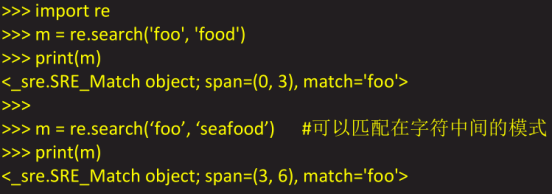 >>> import re
>>> m = re.search('foo', 'food')
>>> print(m)
<_sre.SRE_Match object; span=(0, 3), match='foo'>
>>>
>>> m = re.search(‘foo’, ‘seafood’) #可以匹配在字符中间的模式
>>> print(m)
<_sre.SRE_Match object; span=(3, 6), match='foo'>